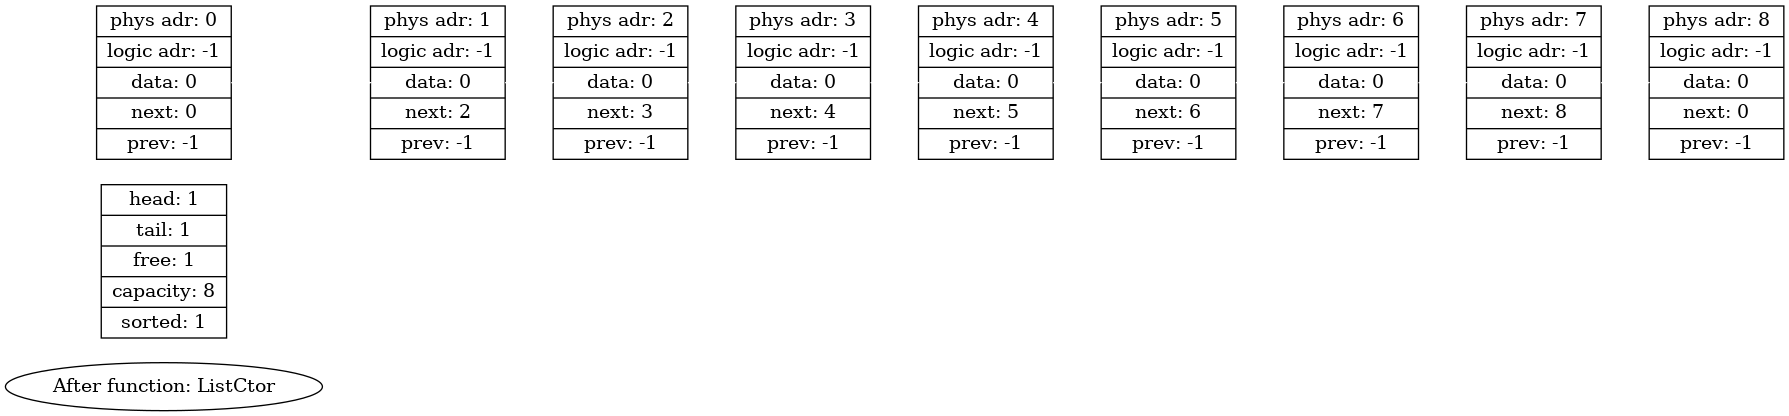 phys adr: 0
logic adr: -1
data: 0
next: 0
prev: -1
phys adr: 1
logic adr: -1
data: 0
next: 2
prev: -1
phys adr: 2
logic adr: -1
data: 0
next: 3
prev: -1
phys adr: 3
logic adr: -1
data: 0
next: 4
prev: -1
phys adr: 4
logic adr: -1
data: 0
next: 5
prev: -1
phys adr: 5
logic adr: -1
data: 0
next: 6
prev: -1
phys adr: 6
logic adr: -1
data: 0
next: 7
prev: -1
phys adr: 7
logic adr: -1
data: 0
next: 8
prev: -1
phys adr: 8
logic adr: -1
data: 0
next: 0
prev: -1
head: 1
tail: 1
free: 1
capacity: 8
sorted: 1
After function: ListCtor